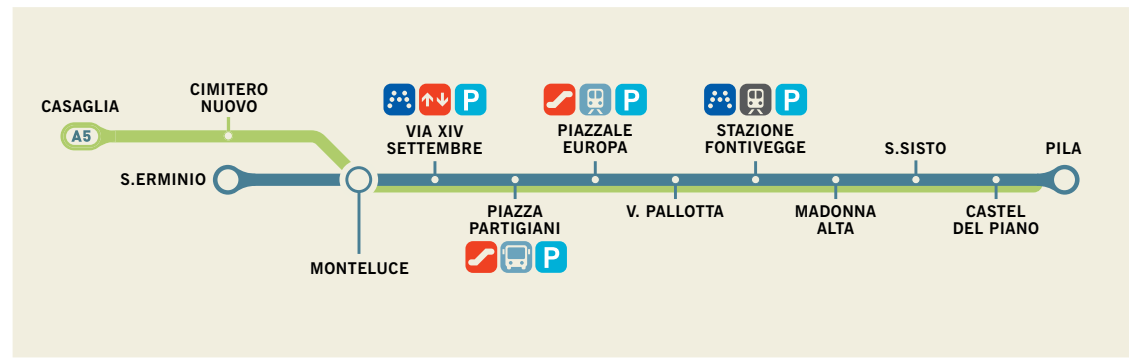 CASAGLIA
A5
CIMITERO
NUOVO
S.ERMINIO
MONTELUCE
P
VIA XIV
SETTEMBRE
PIAZZA
PARTIGIANI
P
P
PIAZZALE
EUROPA
V. PALLOTTA
P
STAZIONE
FONTIVEGGE
MADONNA
ALTA
S.SISTO
CASTEL
DEL PIANO
PILA